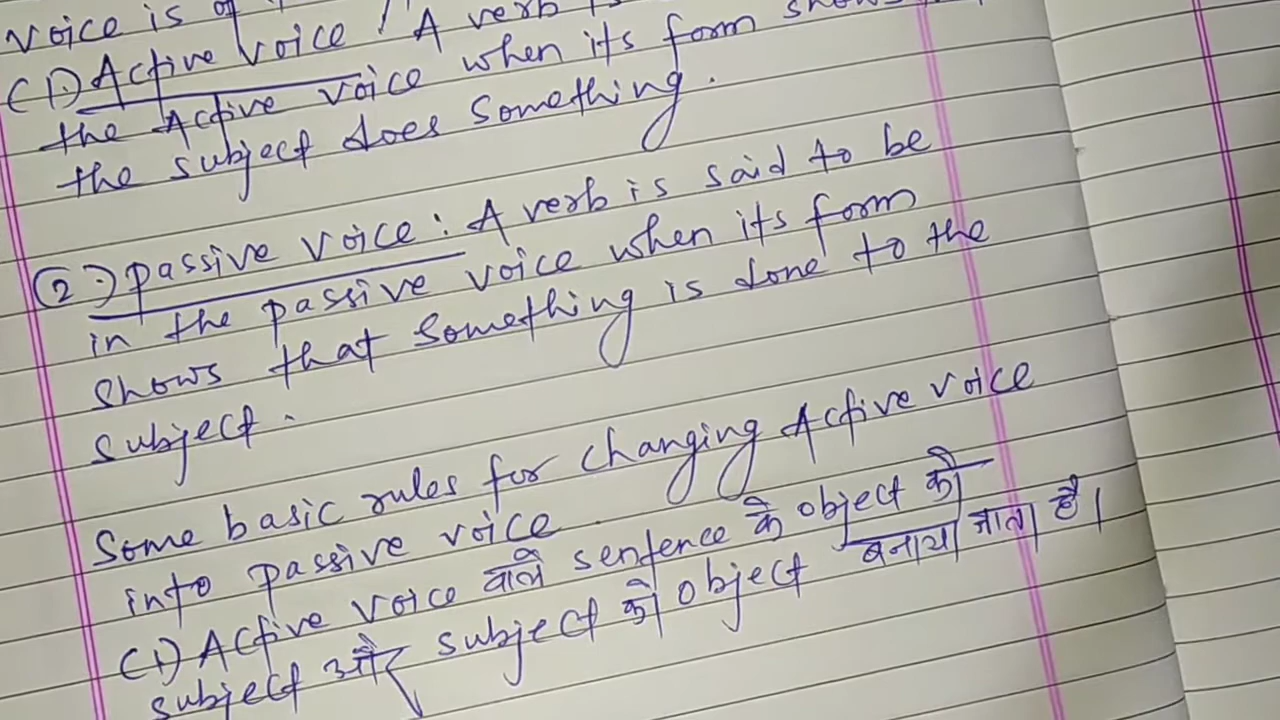 voice is of
(1.) Active voice / A verb
the Active voice when its form shows
the subject does something.
(2.) passive voice : A verb is said to be
in the passive voice when its form
shows that something is done to the
subject.
Some basic rules for changing Active voice
into passive voice.
(1.) Active voice वाले sentence के object को
subject और subject को object बनाया जाता है।